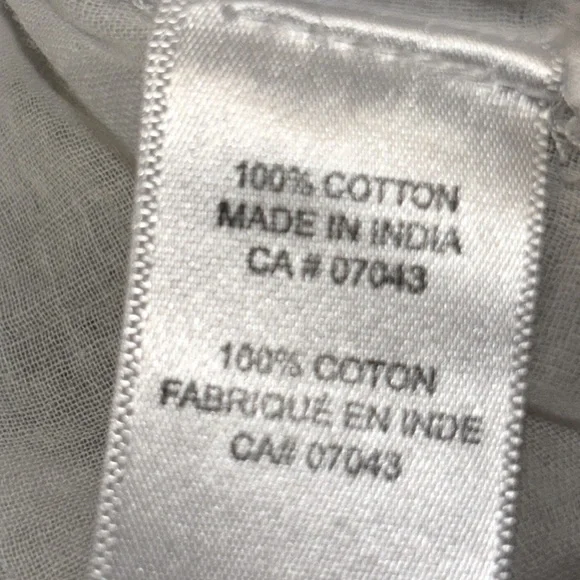 100% COTTON
MADE IN INDIA
CA # 07043
100% COTON
FABRIQUÉ EN INDE
CA# 07043